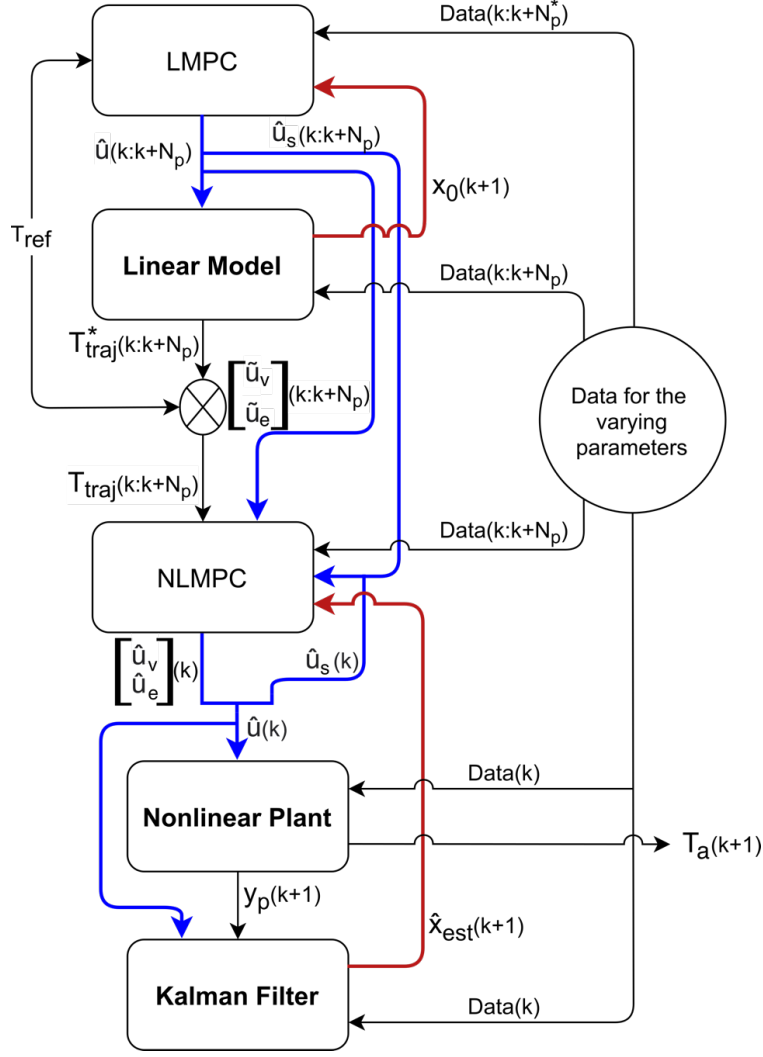 Data(k:k+N*p)
LMPC
û(k:k+Np)
ûs(k:k+Np)
x0(k+1)
Tref
Linear Model
Data(k:k+Np)
T*traj(k:k+Np)
[ũv
ũe](k:k+Np)
Data for the
varying
parameters
Ttraj(k:k+Np)
Data(k:k+Np)
NLMPC
[ûv
ûe](k)
ûs(k)
û(k)
Data(k)
Nonlinear Plant
Ta(k+1)
yp(k+1)
x̂est(k+1)
Kalman Filter
Data(k)